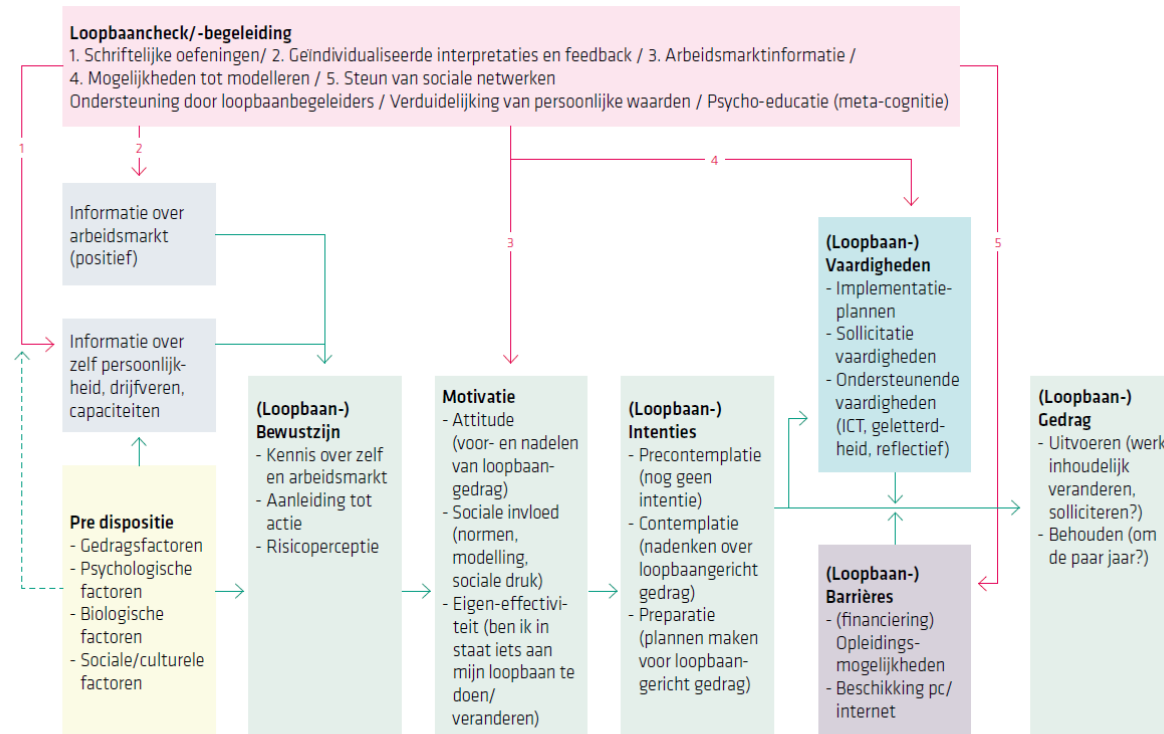 Loopbaancheck/-begeleiding
1. Schriftelijke oefeningen/ 2. Geïndividualiseerde interpretaties en feedback / 3. Arbeidsmarktinformatie /
4. Mogelijkheden tot modelleren / 5. Steun van sociale netwerken
Ondersteuning door loopbaanbegeleiders / Verduidelijking van persoonlijke waarden / Psycho-educatie (meta-cognitie)
1
2
3
4
5
Informatie over
arbeidsmarkt
(positief)
Informatie over
zelf persoonlijk-
heid, drijfveren,
capaciteiten
Pre dispositie
- Gedragsfactoren
- Psychologische
factoren
- Biologische
factoren
- Sociale/culturele
factoren
(Loopbaan-)
Bewustzijn
- Kennis over zelf
en arbeidsmarkt
- Aanleiding tot
actie
- Risicoperceptie
Motivatie
- Attitude
(voor- en nadelen
van loopbaan-
gedrag)
- Sociale invloed
(normen,
modelling,
sociale druk)
- Eigen-effectivi-
teit (ben ik in
staat iets aan
mijn loopbaan te
doen/
veranderen)
(Loopbaan-)
Intenties
- Precontemplatie
(nog geen
intentie)
- Contemplatie
(nadenken over
loopbaangericht
gedrag)
- Preparatie
(plannen maken
voor loopbaan-
gericht gedrag)
(Loopbaan-)
Vaardigheden
- Implementatie-
plannen
- Sollicitatie
vaardigheden
- Ondersteunende
vaardigheden
(ICT, geletterd-
heid, reflectief)
(Loopbaan-)
Barrières
- (financiering)
Opleidings-
mogelijkheden
- Beschikking pc/
internet
(Loopbaan-)
Gedrag
- Uitvoeren (werk
inhoudelijk
veranderen,
solliciteren?)
- Behouden (om
de paar jaar?)